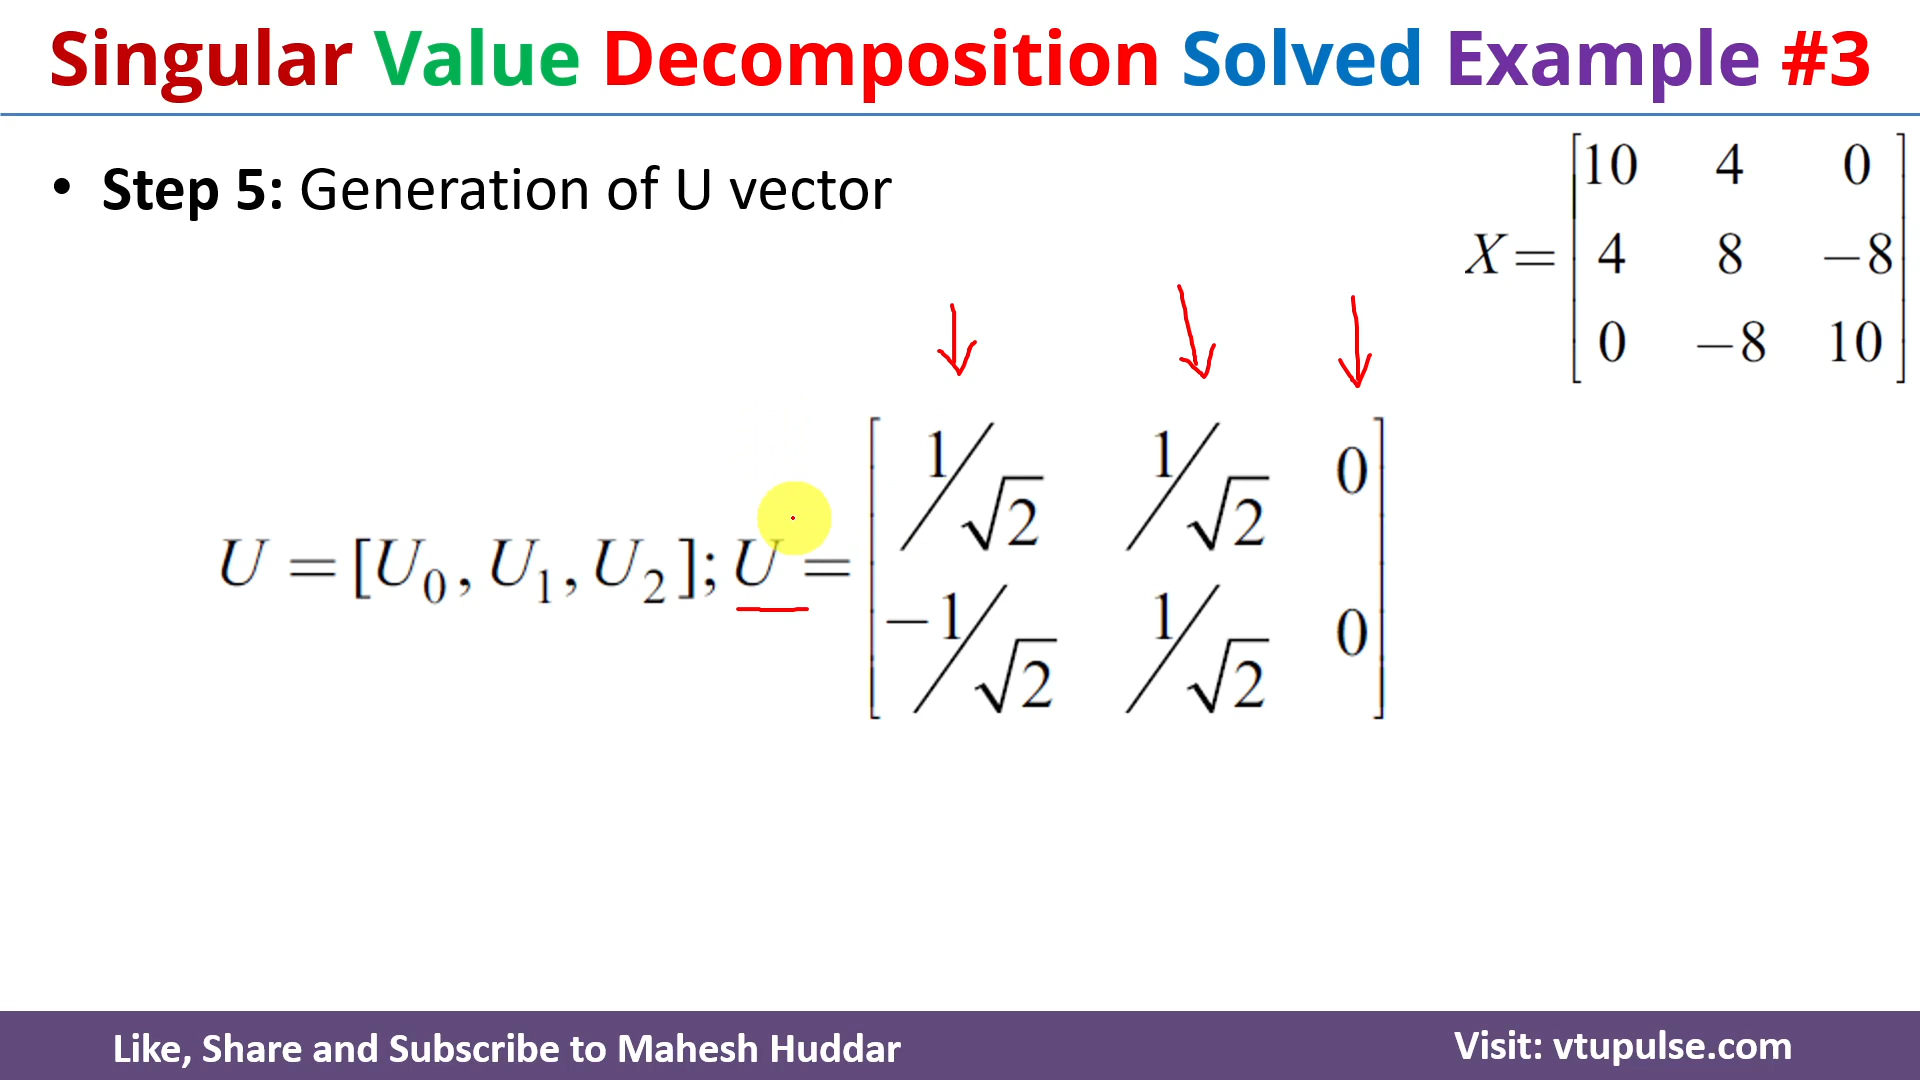 Singular Value Decomposition Solved Example #3
• Step 5: Generation of U vector
X = [10 4 0
4 8 −8
0 −8 10]
U = [U₀, U₁, U₂]; U = [1/√2 1/√2 0
−1/√2 1/√2 0]
Like, Share and Subscribe to Mahesh Huddar
Visit: vtupulse.com